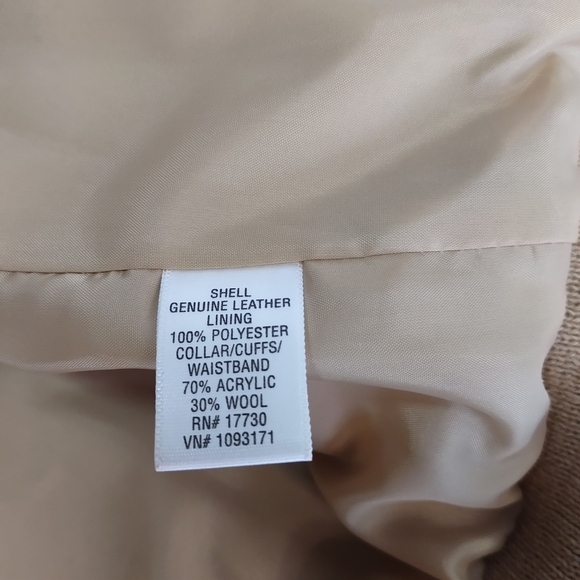 SHELL
GENUINE LEATHER
LINING
100% POLYESTER
COLLAR/CUFFS/
WAISTBAND
70% ACRYLIC
30% WOOL
RN# 17730
VN# 1093171